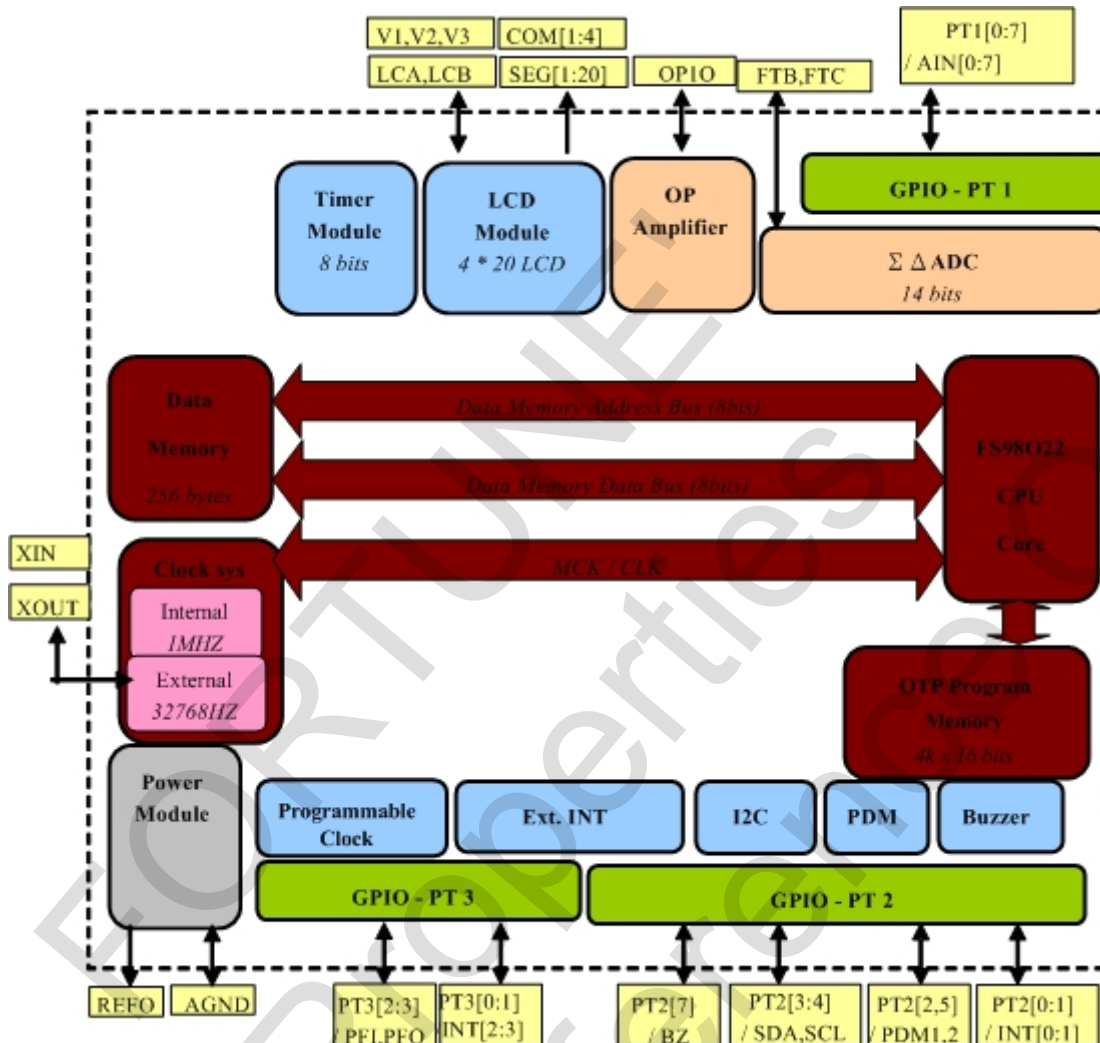 V1,V2,V3
COM[1:4]
PT1[0:7]
/ AIN[0:7]
LCA,LCB
SEG[1:20]
OP1O
FTB,FTC
Timer
Module
8 bits
LCD
Module
4 * 20 LCD
OP
Amplifier
GPIO - PT 1
Σ Δ ADC
14 bits
Data
Memory
256 bytes
Data Memory Address Bus (8bis)
Data Memory Data Bus (8bits)
MCK / CLK
FS98O22
CPU
Core
XIN
XOUT
Clock sys
Internal
1MHZ
External
32768HZ
OTP Program
Memory
4k x 16 bits
Power
Module
Programmable
Clock
Ext. INT
I2C
PDM
Buzzer
GPIO - PT 3
GPIO - PT 2
REFO
AGND
PT3[2:3]
/ PFI,PFO
PT3[0:1]
INT[2:3]
PT2[7}
/ BZ
PT2[3:4]
/ SDA,SCL
PT2[2,5]
/ PDM1,2
PT2[0:1]
/ INT[0:1]
FORTUNE'
Properties